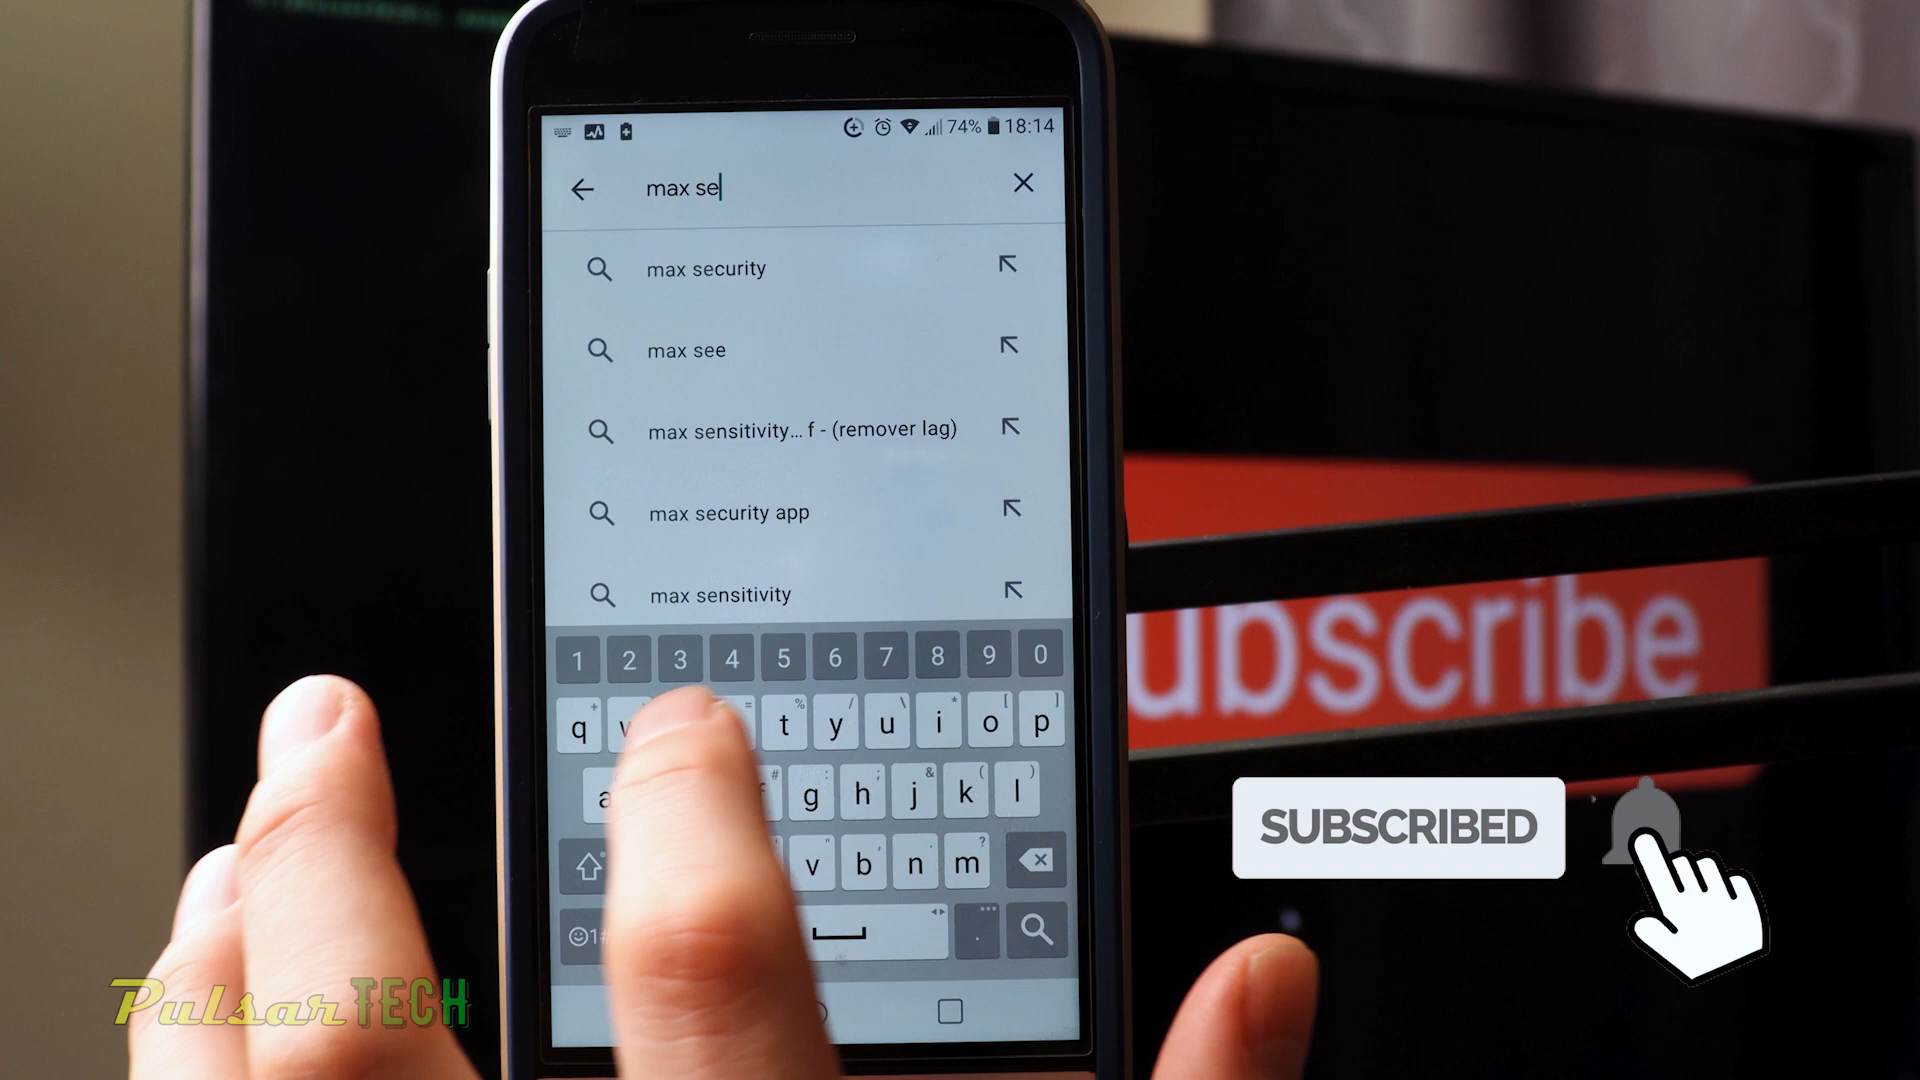 74% 18:14
max se
max security
max see
max sensitivity... f - (remover lag)
max security app
max sensitivity
1 2 3 4 5 6 7 8 9 0
q t y u i o p
a g h j k l
v b n m
ubscribe
SUBSCRIBED
PulsarTECH